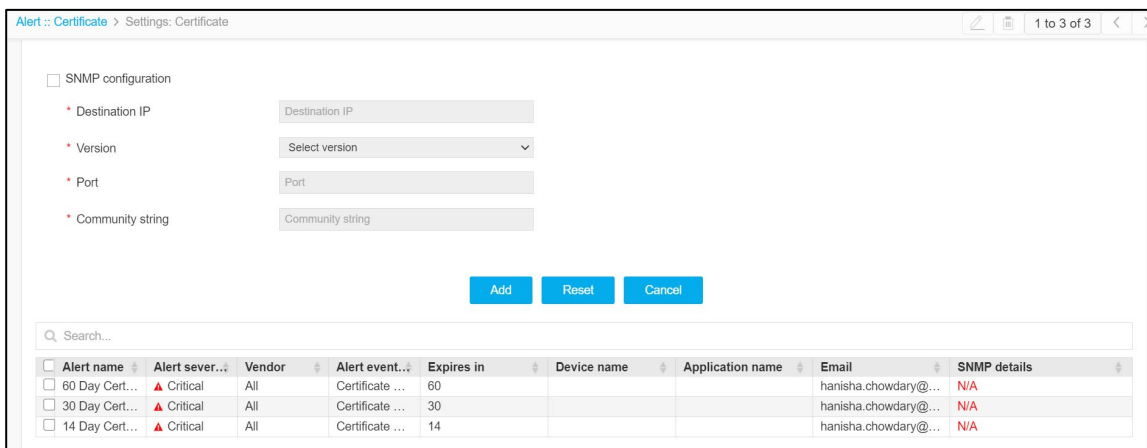 Alert :: Certificate > Settings: Certificate 1 to 3 of 3 < >
SNMP configuration
* Destination IP Destination IP
* Version Select version
* Port Port
* Community string Community string
Add Reset Cancel
Search...
Alert name Alert sever... Vendor Alert event... Expires in Device name Application name Email SNMP details
60 Day Cert... Critical All Certificate ... 60 hanisha.chowdary@... N/A
30 Day Cert... Critical All Certificate ... 30 hanisha.chowdary@... N/A
14 Day Cert... Critical All Certificate ... 14 hanisha.chowdary@... N/A